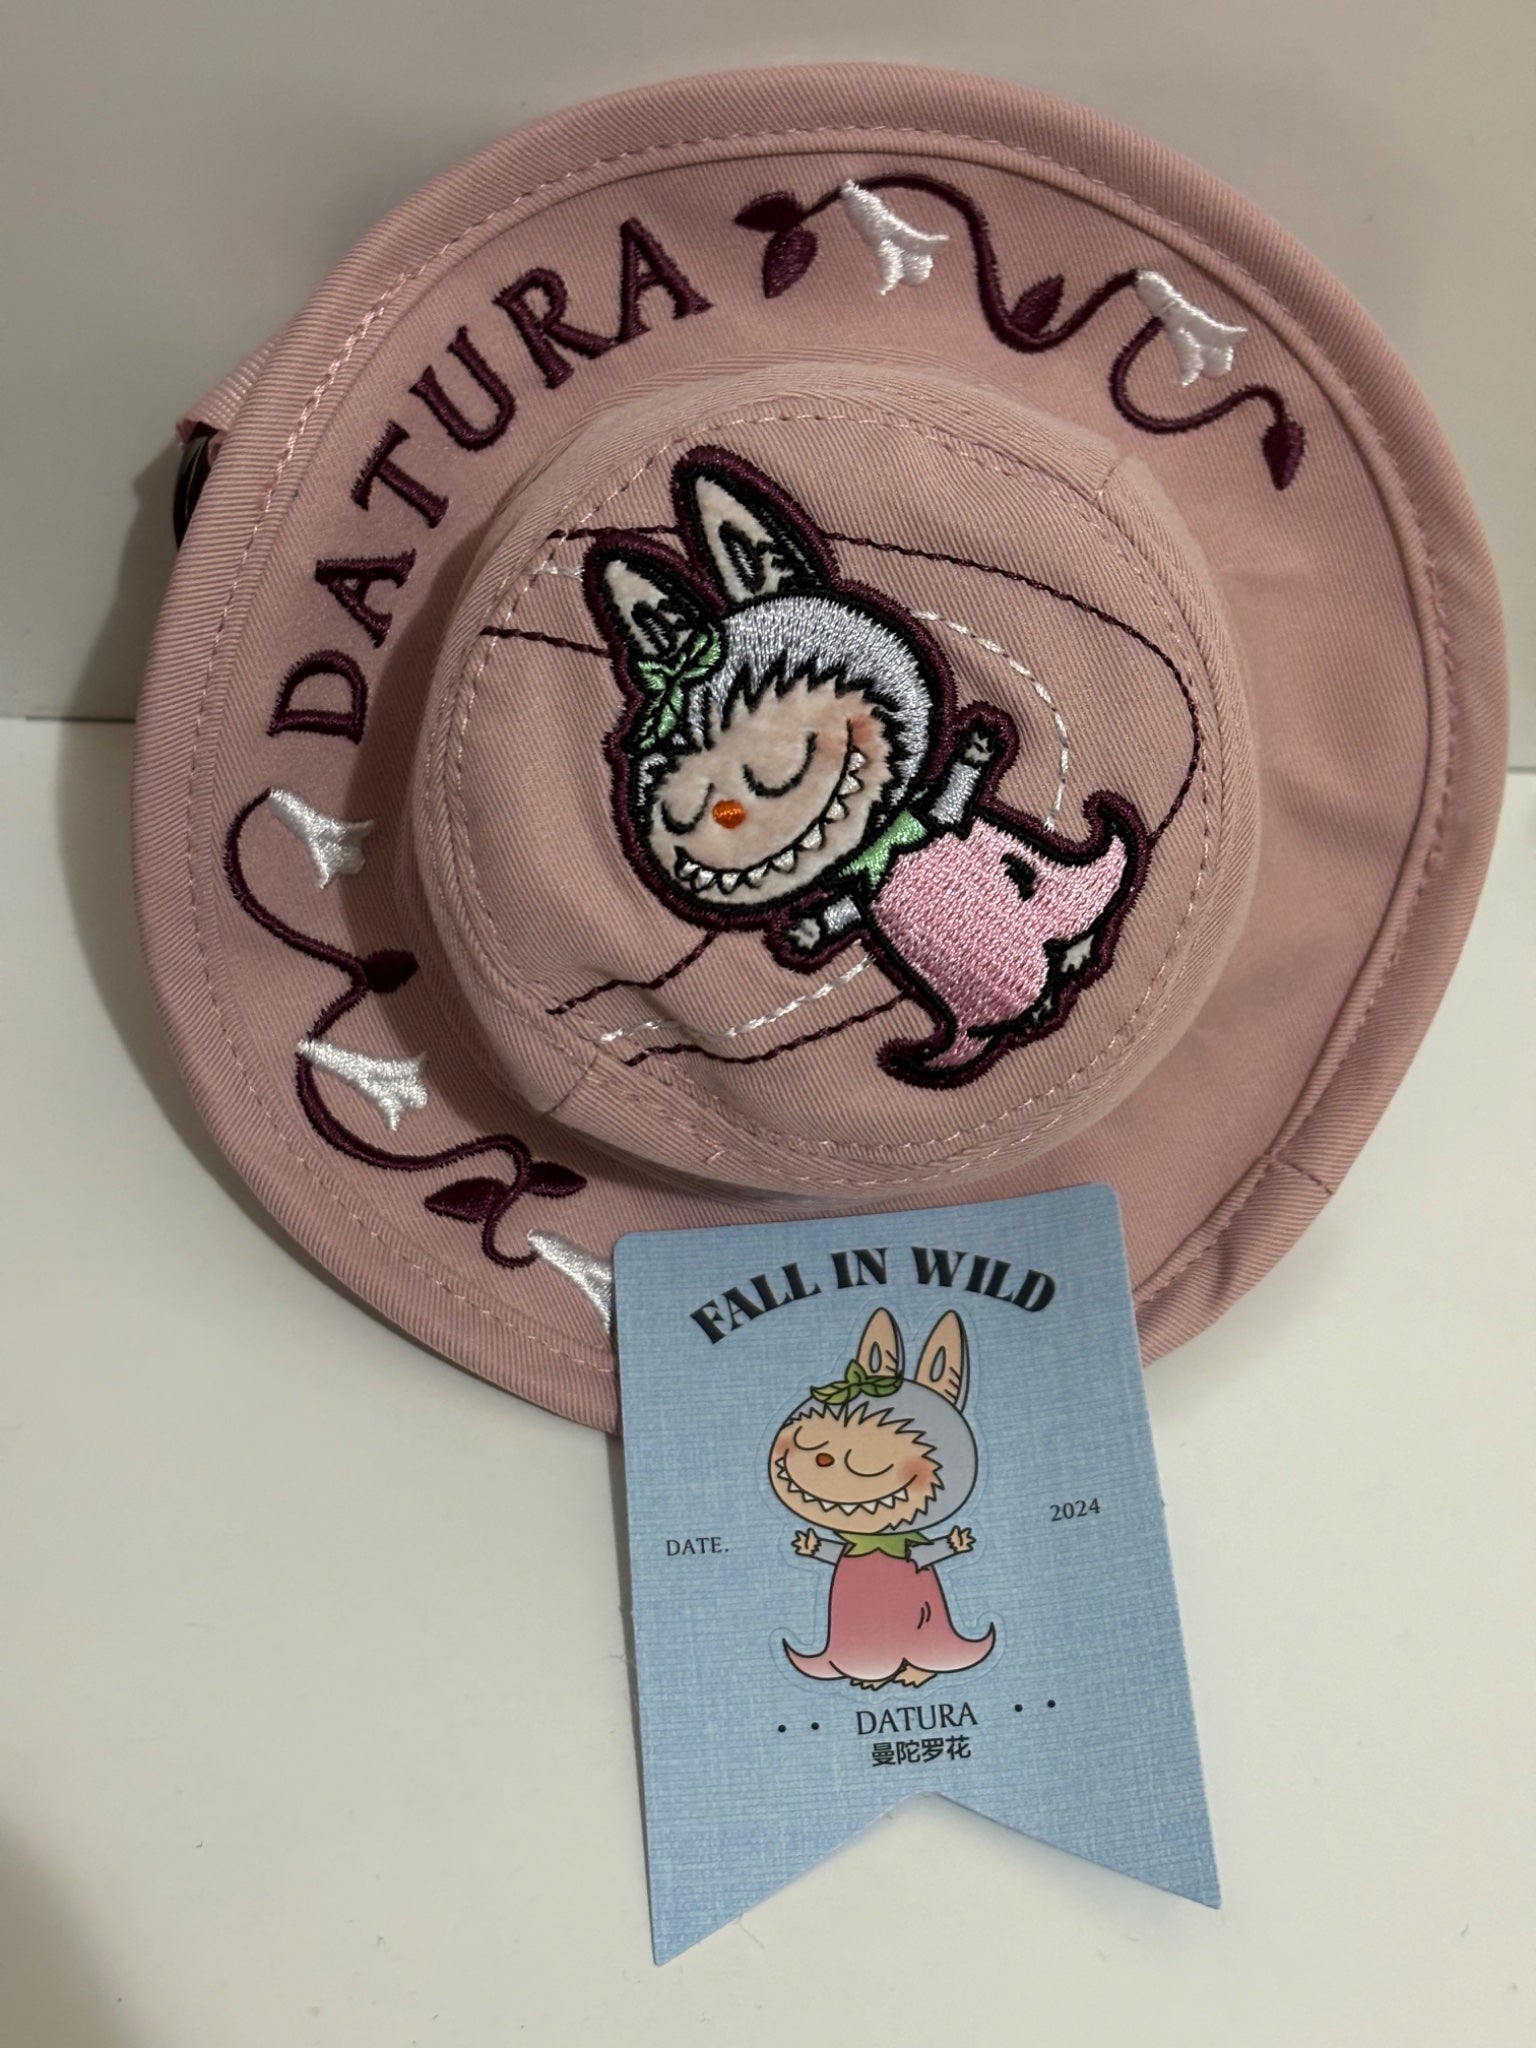 DATURA
FALL IN WILD
DATE. 2024
DATURA
曼陀罗花